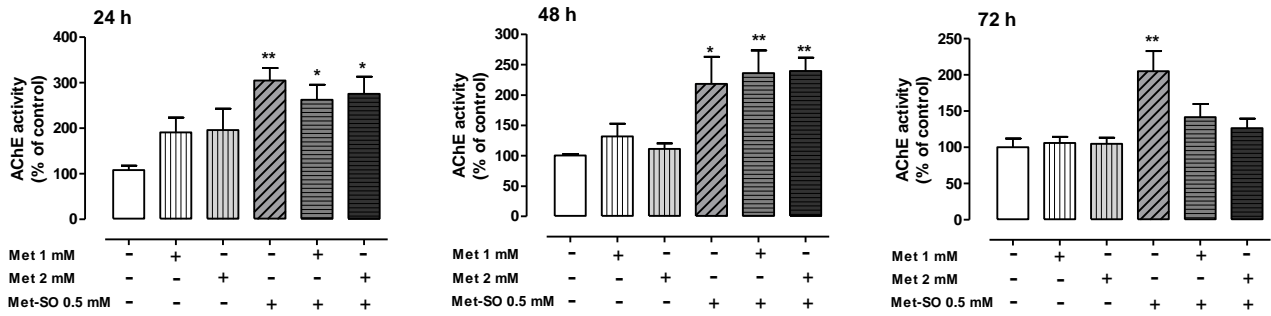 24 h
AChE activity
(% of control)
400
300
200
100
0
** * *
Met 1 mM - + - - + -
Met 2 mM - - + - - +
Met-SO 0.5 mM - - - + + +
48 h
AChE activity
(% of control)
300
250
200
150
100
50
0
* ** **
Met 1 mM - + - - + -
Met 2 mM - - + - - +
Met-SO 0.5 mM - - - + + +
72 h
AChE activity
(% of control)
250
200
150
100
50
0
**
Met 1 mM - + - - + -
Met 2 mM - - + - - +
Met-SO 0.5 mM - - - + + +